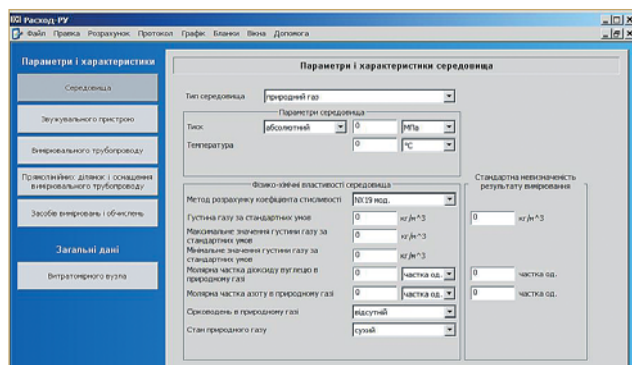 Расход-РУ
Файл Правка Розрахунок Протокол Графік Бланки Вікна Допомога
Параметри і характеристики
Середовища
Звужувального пристрою
Вимірювального трубопроводу
Прямолінійних ділянок і оснащення
вимірювального трубопроводу
Засобів вимірювань і обчислень
Загальні дані
Витратомірного вузла
Параметри і характеристики середовища
Тип середовища природний газ
Параметри середовища
Тиск абсолютний 0 МПа
Температура 0 °C
Фізико-хімічні властивості середовища
Стандартна невизначеність
результату вимірювання
Метод розрахунку коефіцієнта стисливості NX19 мод.
Густина газу за стандартних умов 0 кг/м^3 0 кг/м^3
Максимальне значення густини газу за
стандартних умов 0 кг/м^3
Мінімальне значення густини газу за
стандартних умов 0 кг/м^3
Молярна частка діоксиду вуглецю в
природному газі 0 частка од. 0 частка од.
Молярна частка азоту в природному газі 0 частка од. 0 частка од.
Сірководень в природному газі відсутній
Стан природного газу сухий